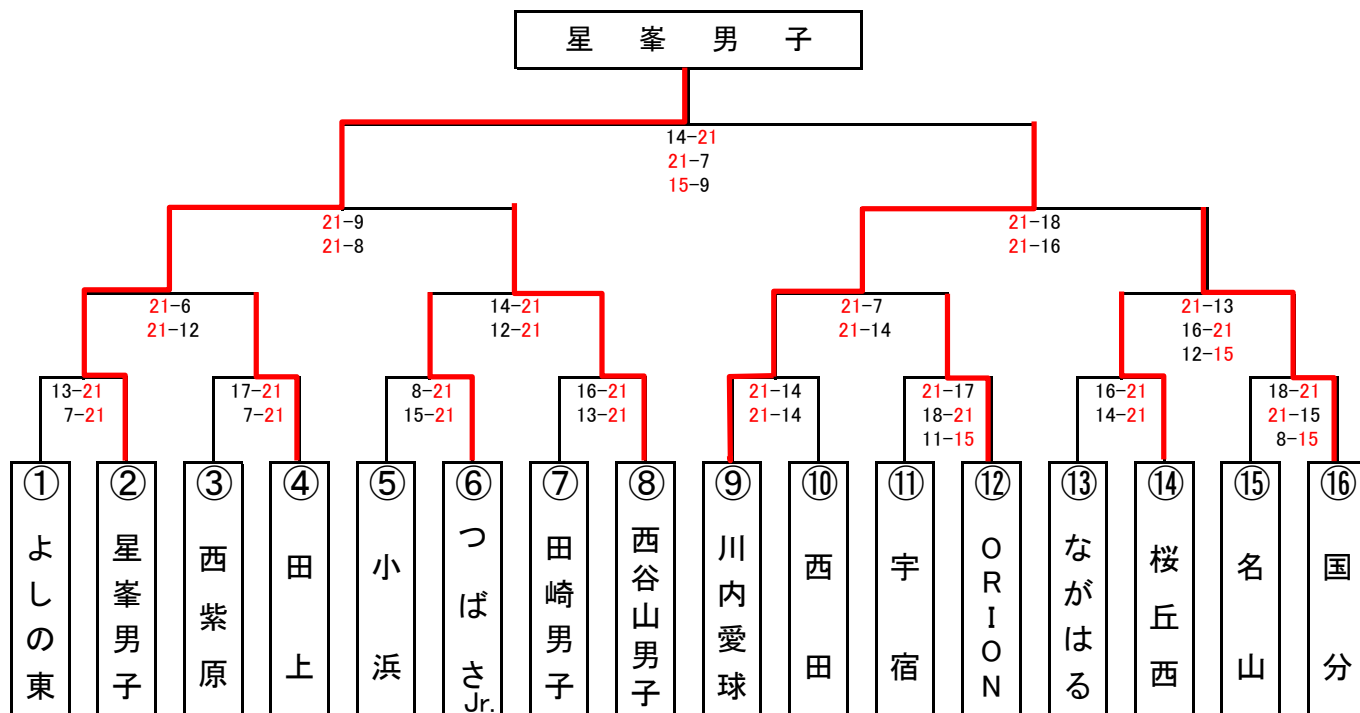 星峯男子
14-21
21-7
15-9
21-9
21-8
21-18
21-16
21-6
21-12
14-21
12-21
21-7
21-14
21-13
16-21
12-15
13-21
7-21
17-21
7-21
8-21
15-21
16-21
13-21
21-14
21-14
21-17
18-21
11-15
16-21
14-21
18-21
21-15
8-15
① よしの東
② 星峯男子
③ 西紫原
④ 田上
⑤ 小浜
⑥ つばさJr.
⑦ 田崎男子
⑧ 西谷山男子
⑨ 川内愛球
⑩ 西田
⑪ 宇宿
⑫ ORION
⑬ ながはる
⑭ 桜丘西
⑮ 名山
⑯ 国分